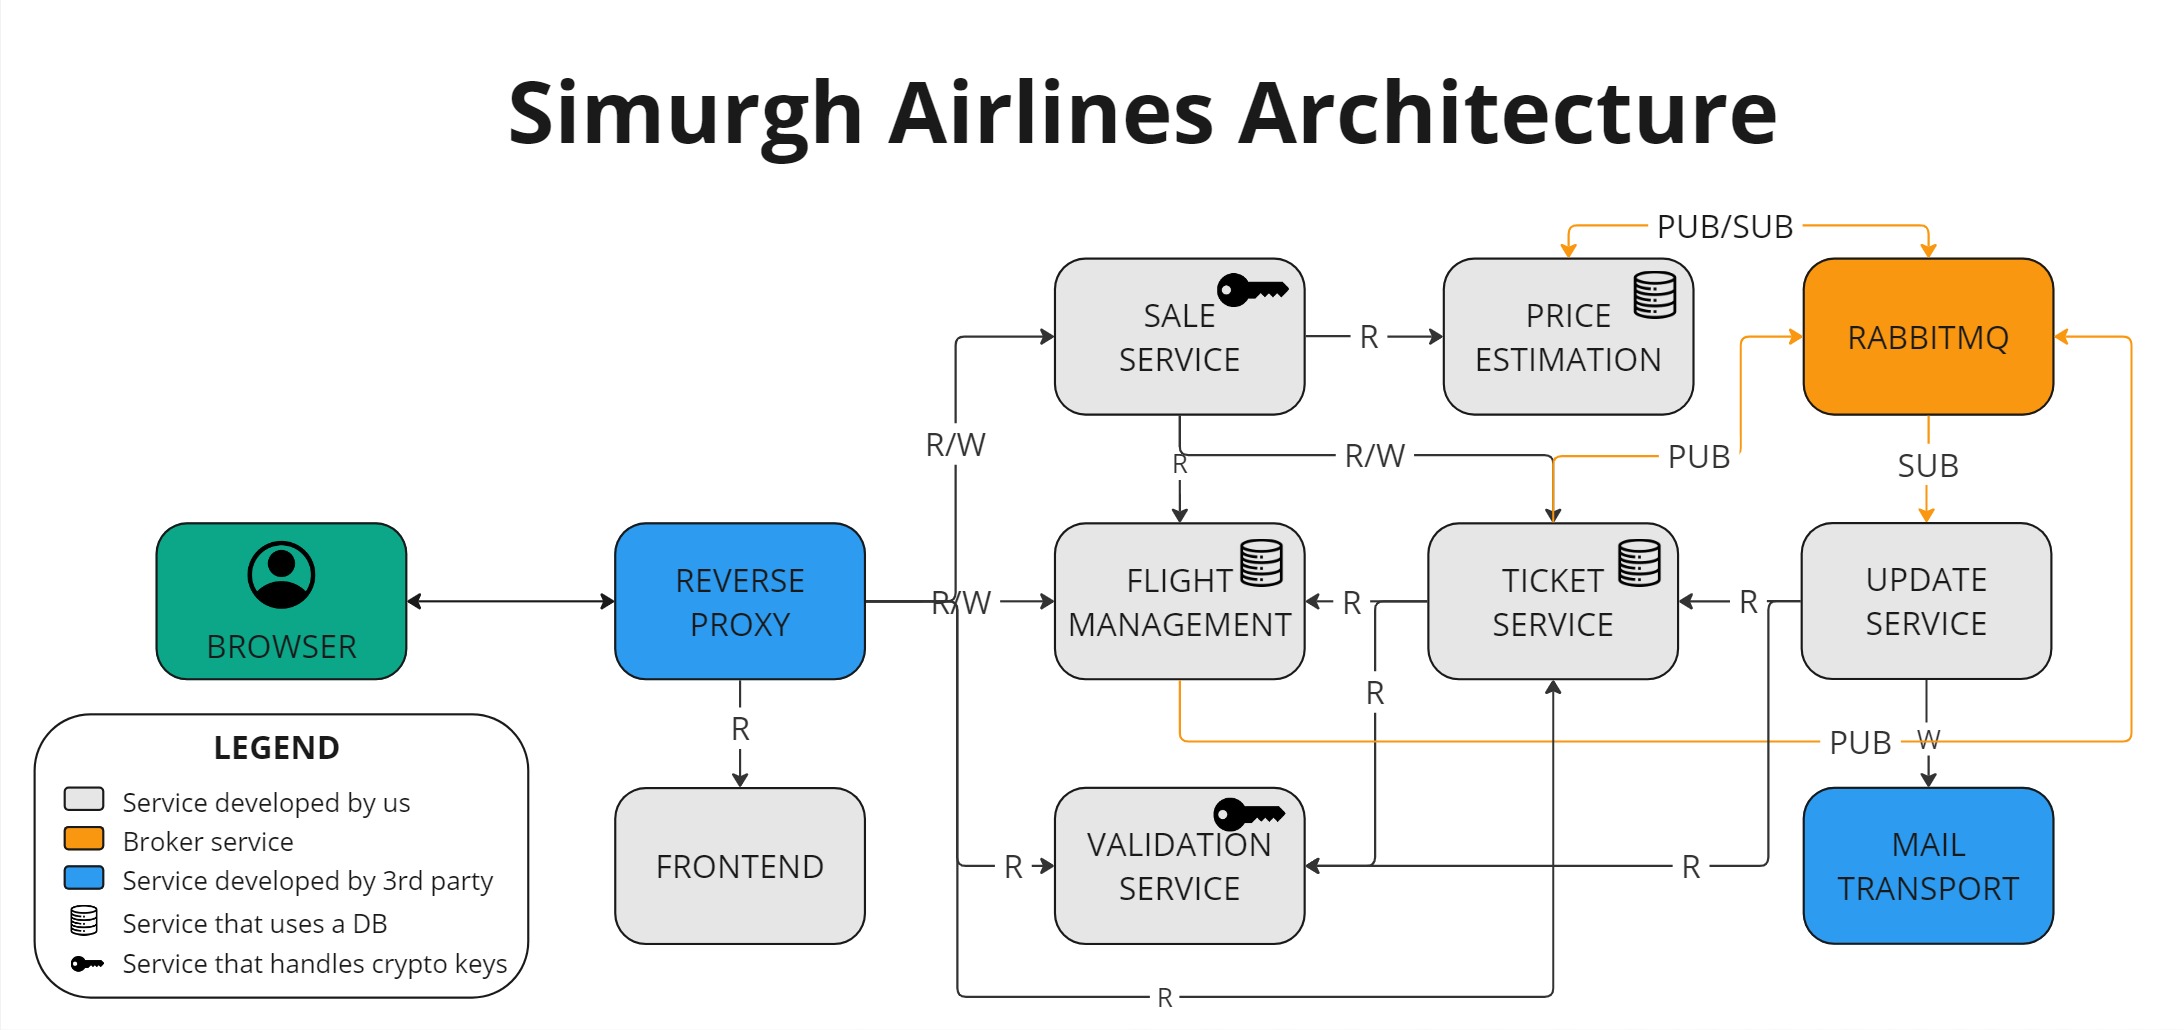 Simurgh Airlines Architecture
PUB/SUB
SALE
SERVICE
R
PRICE
ESTIMATION
RABBITMQ
R/W
R
R/W
PUB
SUB
BROWSER
REVERSE
PROXY
R/W
FLIGHT
MANAGEMENT
R
TICKET
SERVICE
R
UPDATE
SERVICE
R
R
PUB
W
FRONTEND
R
VALIDATION
SERVICE
R
MAIL
TRANSPORT
R
LEGEND
Service developed by us
Broker service
Service developed by 3rd party
Service that uses a DB
Service that handles crypto keys